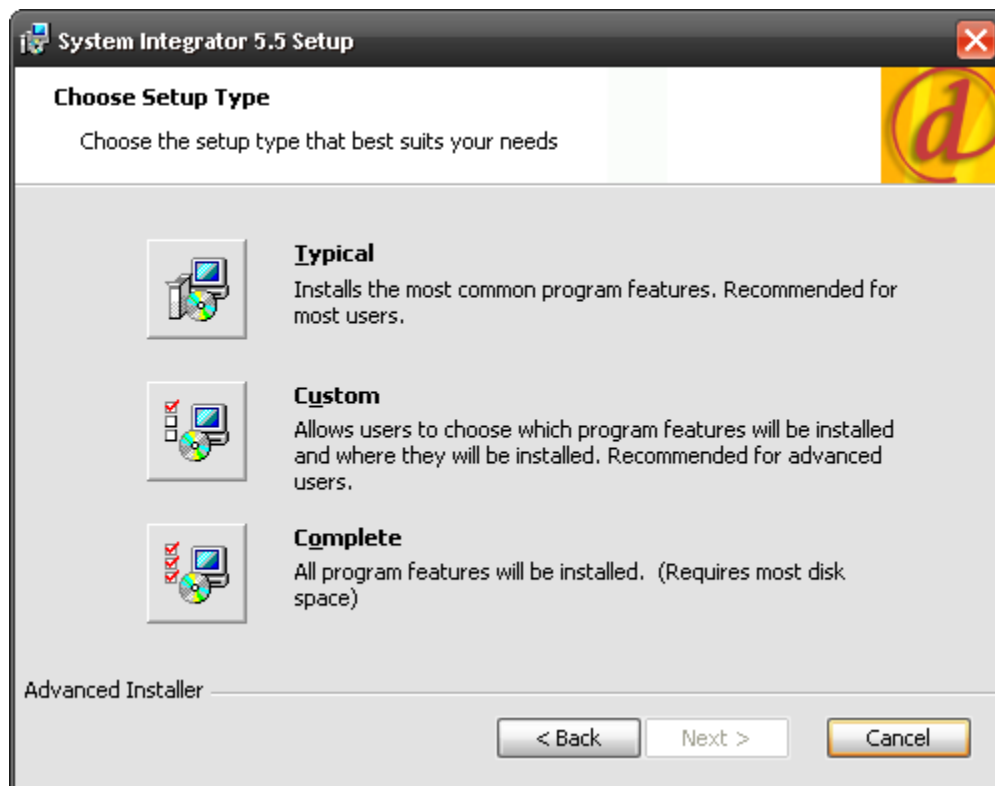 System Integrator 5.5 Setup
Choose Setup Type
Choose the setup type that best suits your needs
d
Typical
Installs the most common program features. Recommended for
most users.
Custom
Allows users to choose which program features will be installed
and where they will be installed. Recommended for advanced
users.
Complete
All program features will be installed.  (Requires most disk
space)
Advanced Installer
< Back
Next >
Cancel